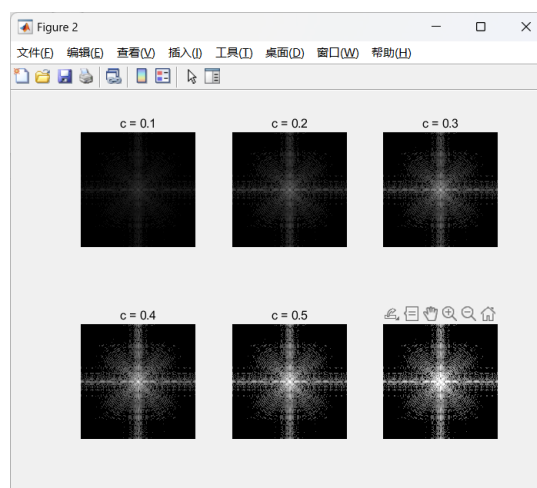 Figure 2
文件(F) 编辑(E) 查看(V) 插入(I) 工具(T) 桌面(D) 窗口(W) 帮助(H)
c = 0.1 c = 0.2 c = 0.3
c = 0.4 c = 0.5